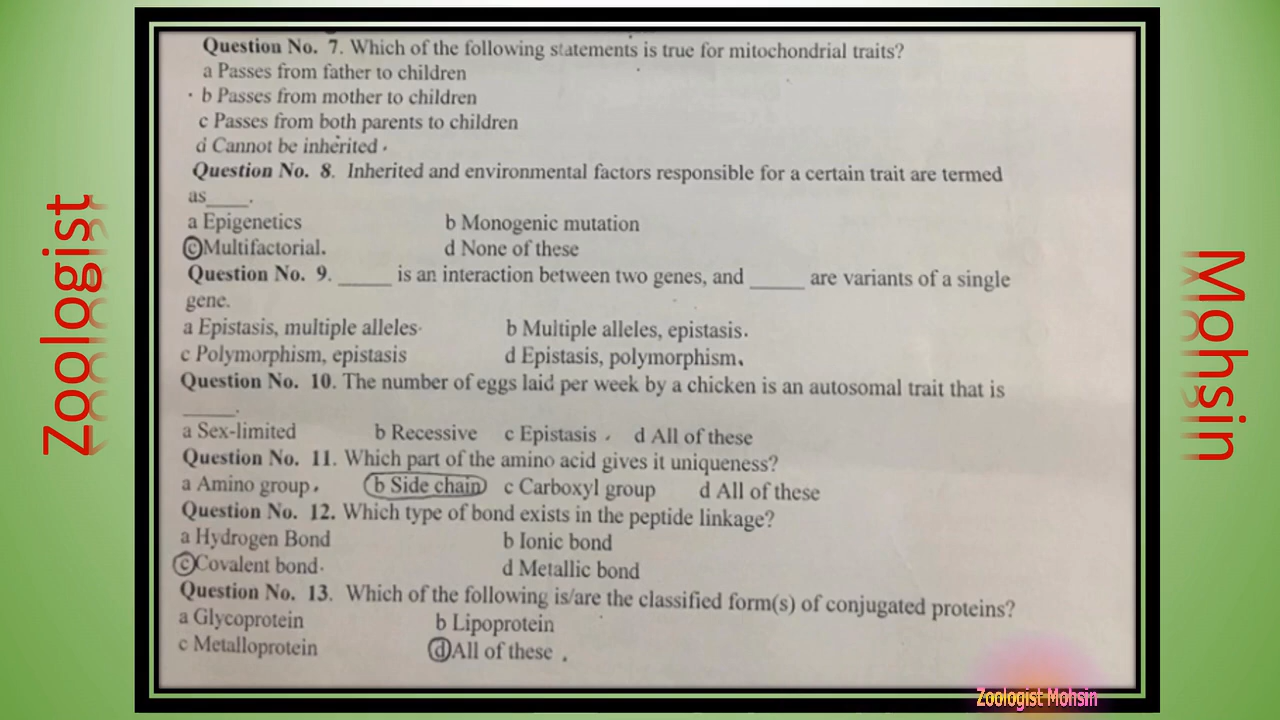 Zoologist
Question No. 7. Which of the following statements is true for mitochondrial traits?
a Passes from father to children
b Passes from mother to children
c Passes from both parents to children
d Cannot be inherited
Question No. 8. Inherited and environmental factors responsible for a certain trait are termed
as____.
a Epigenetics b Monogenic mutation
c Multifactorial. d None of these
Question No. 9. _____ is an interaction between two genes, and _____ are variants of a single
gene.
a Epistasis, multiple alleles b Multiple alleles, epistasis.
c Polymorphism, epistasis d Epistasis, polymorphism.
Question No. 10. The number of eggs laid per week by a chicken is an autosomal trait that is
_____.
a Sex-limited b Recessive c Epistasis d All of these
Question No. 11. Which part of the amino acid gives it uniqueness?
a Amino group. b Side chain c Carboxyl group d All of these
Question No. 12. Which type of bond exists in the peptide linkage?
a Hydrogen Bond b Ionic bond
c Covalent bond. d Metallic bond
Question No. 13. Which of the following is/are the classified form(s) of conjugated proteins?
a Glycoprotein b Lipoprotein
c Metalloprotein d All of these .
Mohsin
Zoologist Mohsin